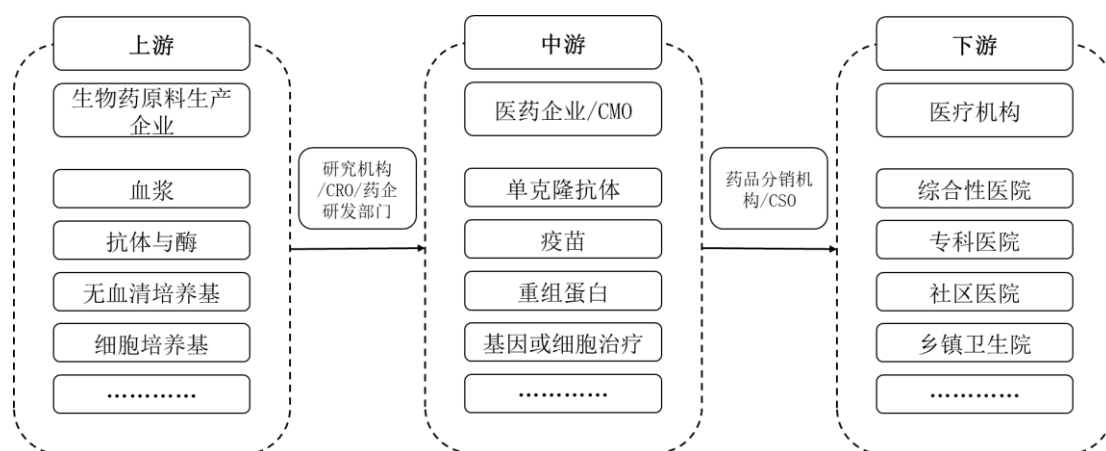 上游
生物药原料生产
企业
血浆
抗体与酶
无血清培养基
细胞培养基
…………
研究机构
/CRO/药企
研发部门
中游
医药企业/CMO
单克隆抗体
疫苗
重组蛋白
基因或细胞治疗
…………
药品分销机
构/CSO
下游
医疗机构
综合性医院
专科医院
社区医院
乡镇卫生院
…………